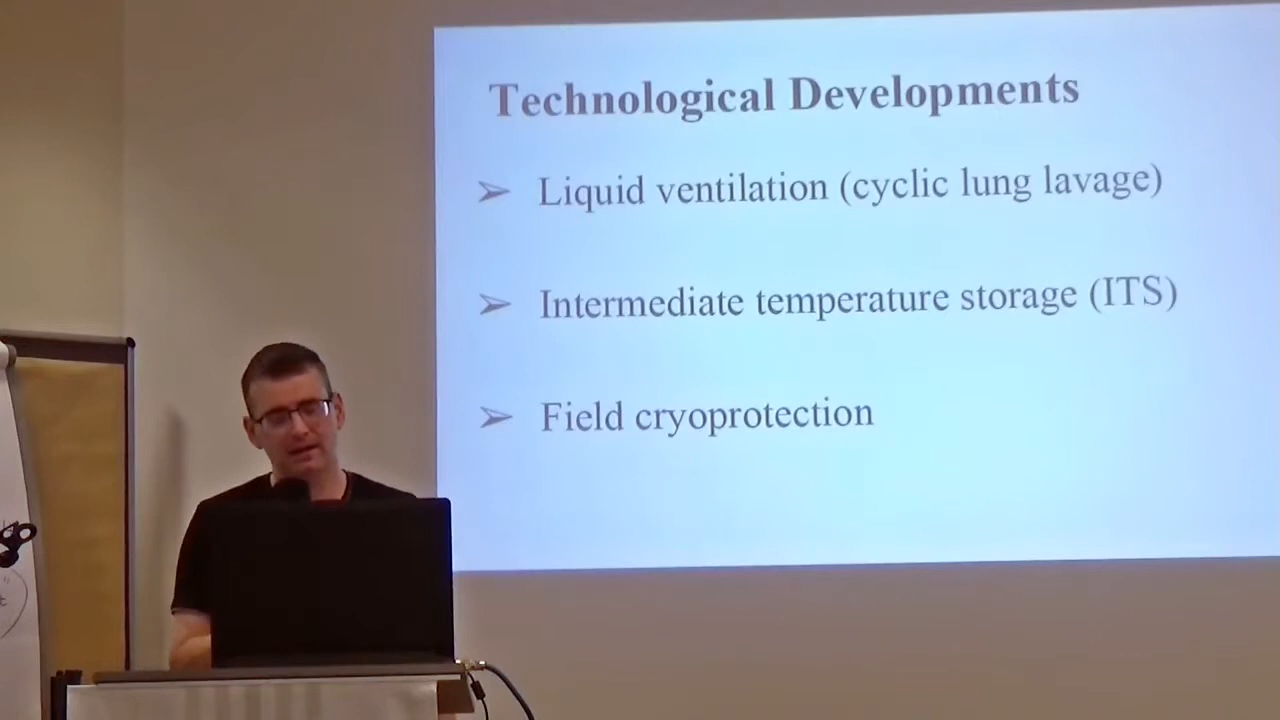 Technological Developments
➢ Liquid ventilation (cyclic lung lavage)
➢ Intermediate temperature storage (ITS)
➢ Field cryoprotection